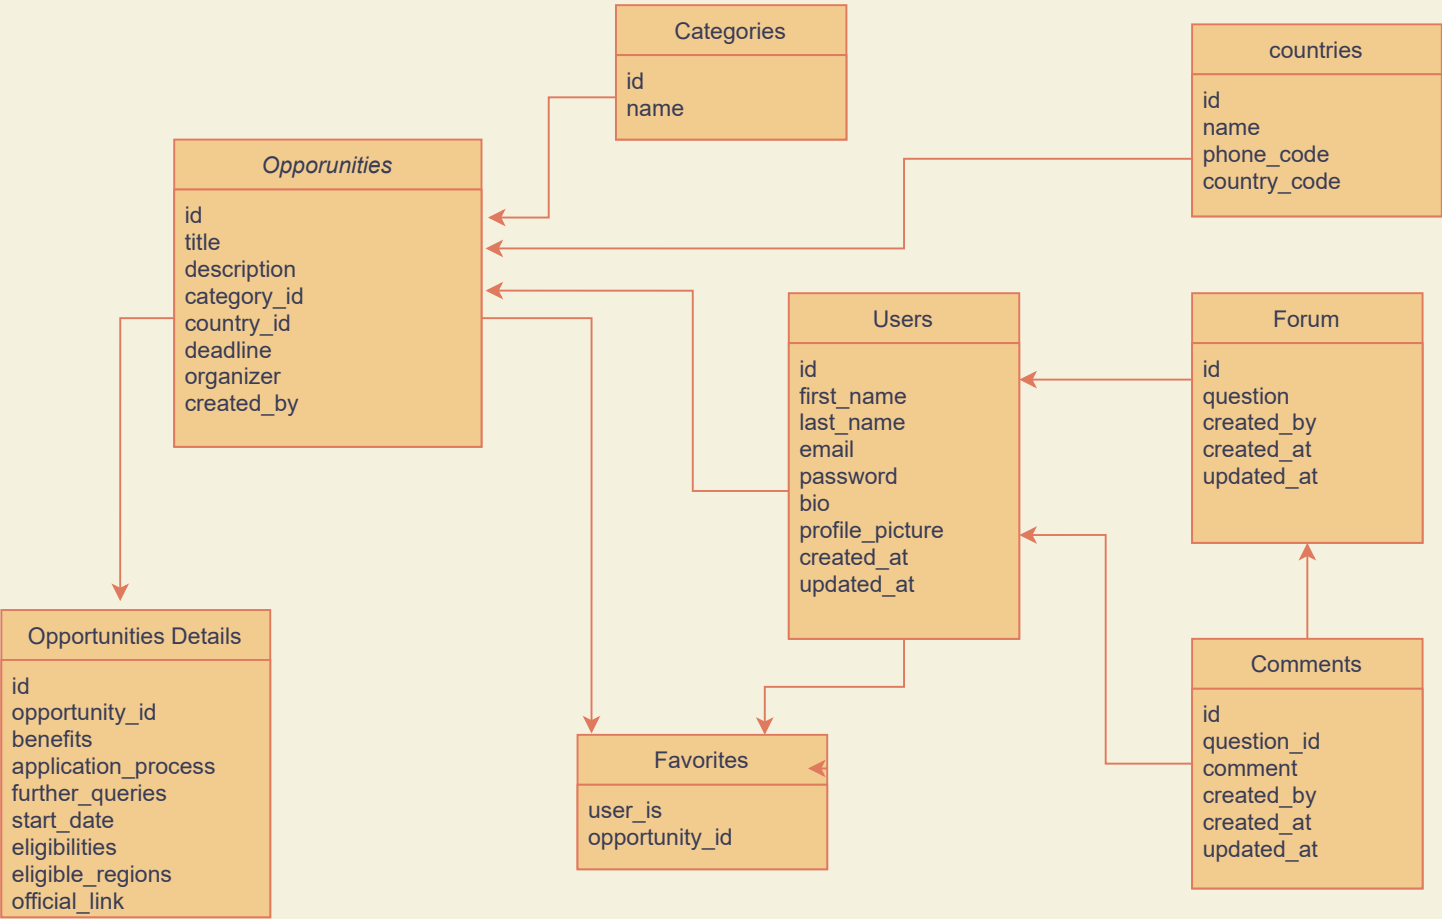 Categories
id
name
countries
id
name
phone_code
country_code
Opporunities
id
title
description
category_id
country_id
deadline
organizer
created_by
Users
id
first_name
last_name
email
password
bio
profile_picture
created_at
updated_at
Forum
id
question
created_by
created_at
updated_at
Opportunities Details
id
opportunity_id
benefits
application_process
further_queries
start_date
eligibilities
eligible_regions
official_link
Favorites
user_is
opportunity_id
Comments
id
question_id
comment
created_by
created_at
updated_at